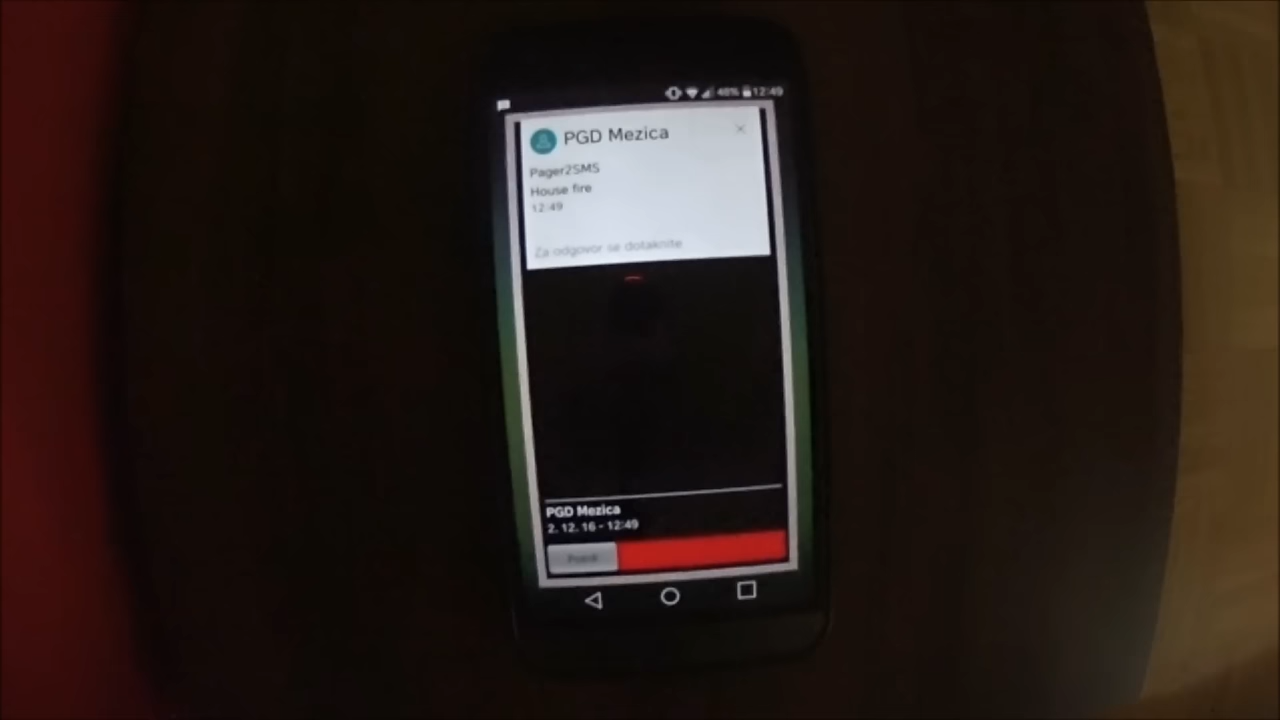 48% 12:49
PGD Mezica
Pager2SMS
House fire
12:49
Za odgovor se dotaknite
PGD Mezica
2. 12. 16 - 12:49